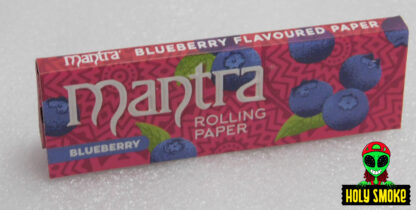 mantra® BLUEBERRY FLAVOURED PAPER
mantra
ROLLING
PAPER
BLUEBERRY
HOLY SMOKE